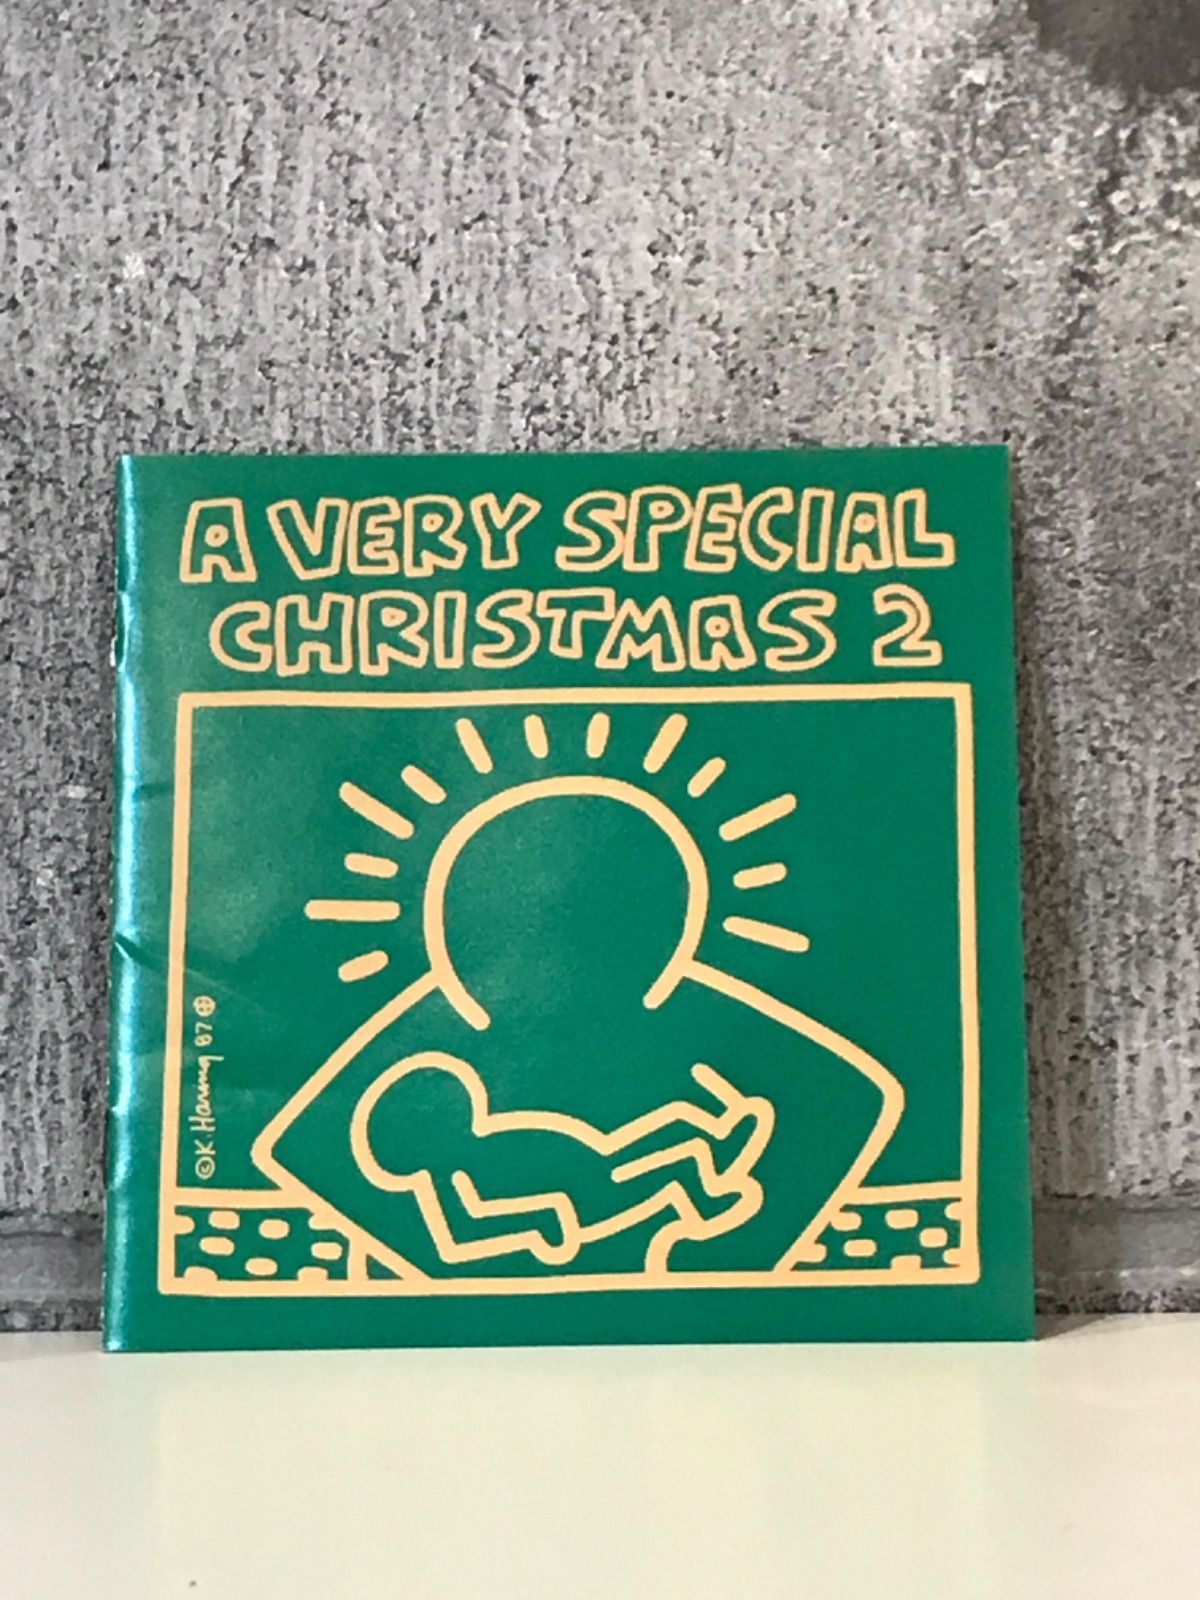 A VERY SPECIAL
CHRISTMAS 2
©K. Haring 87